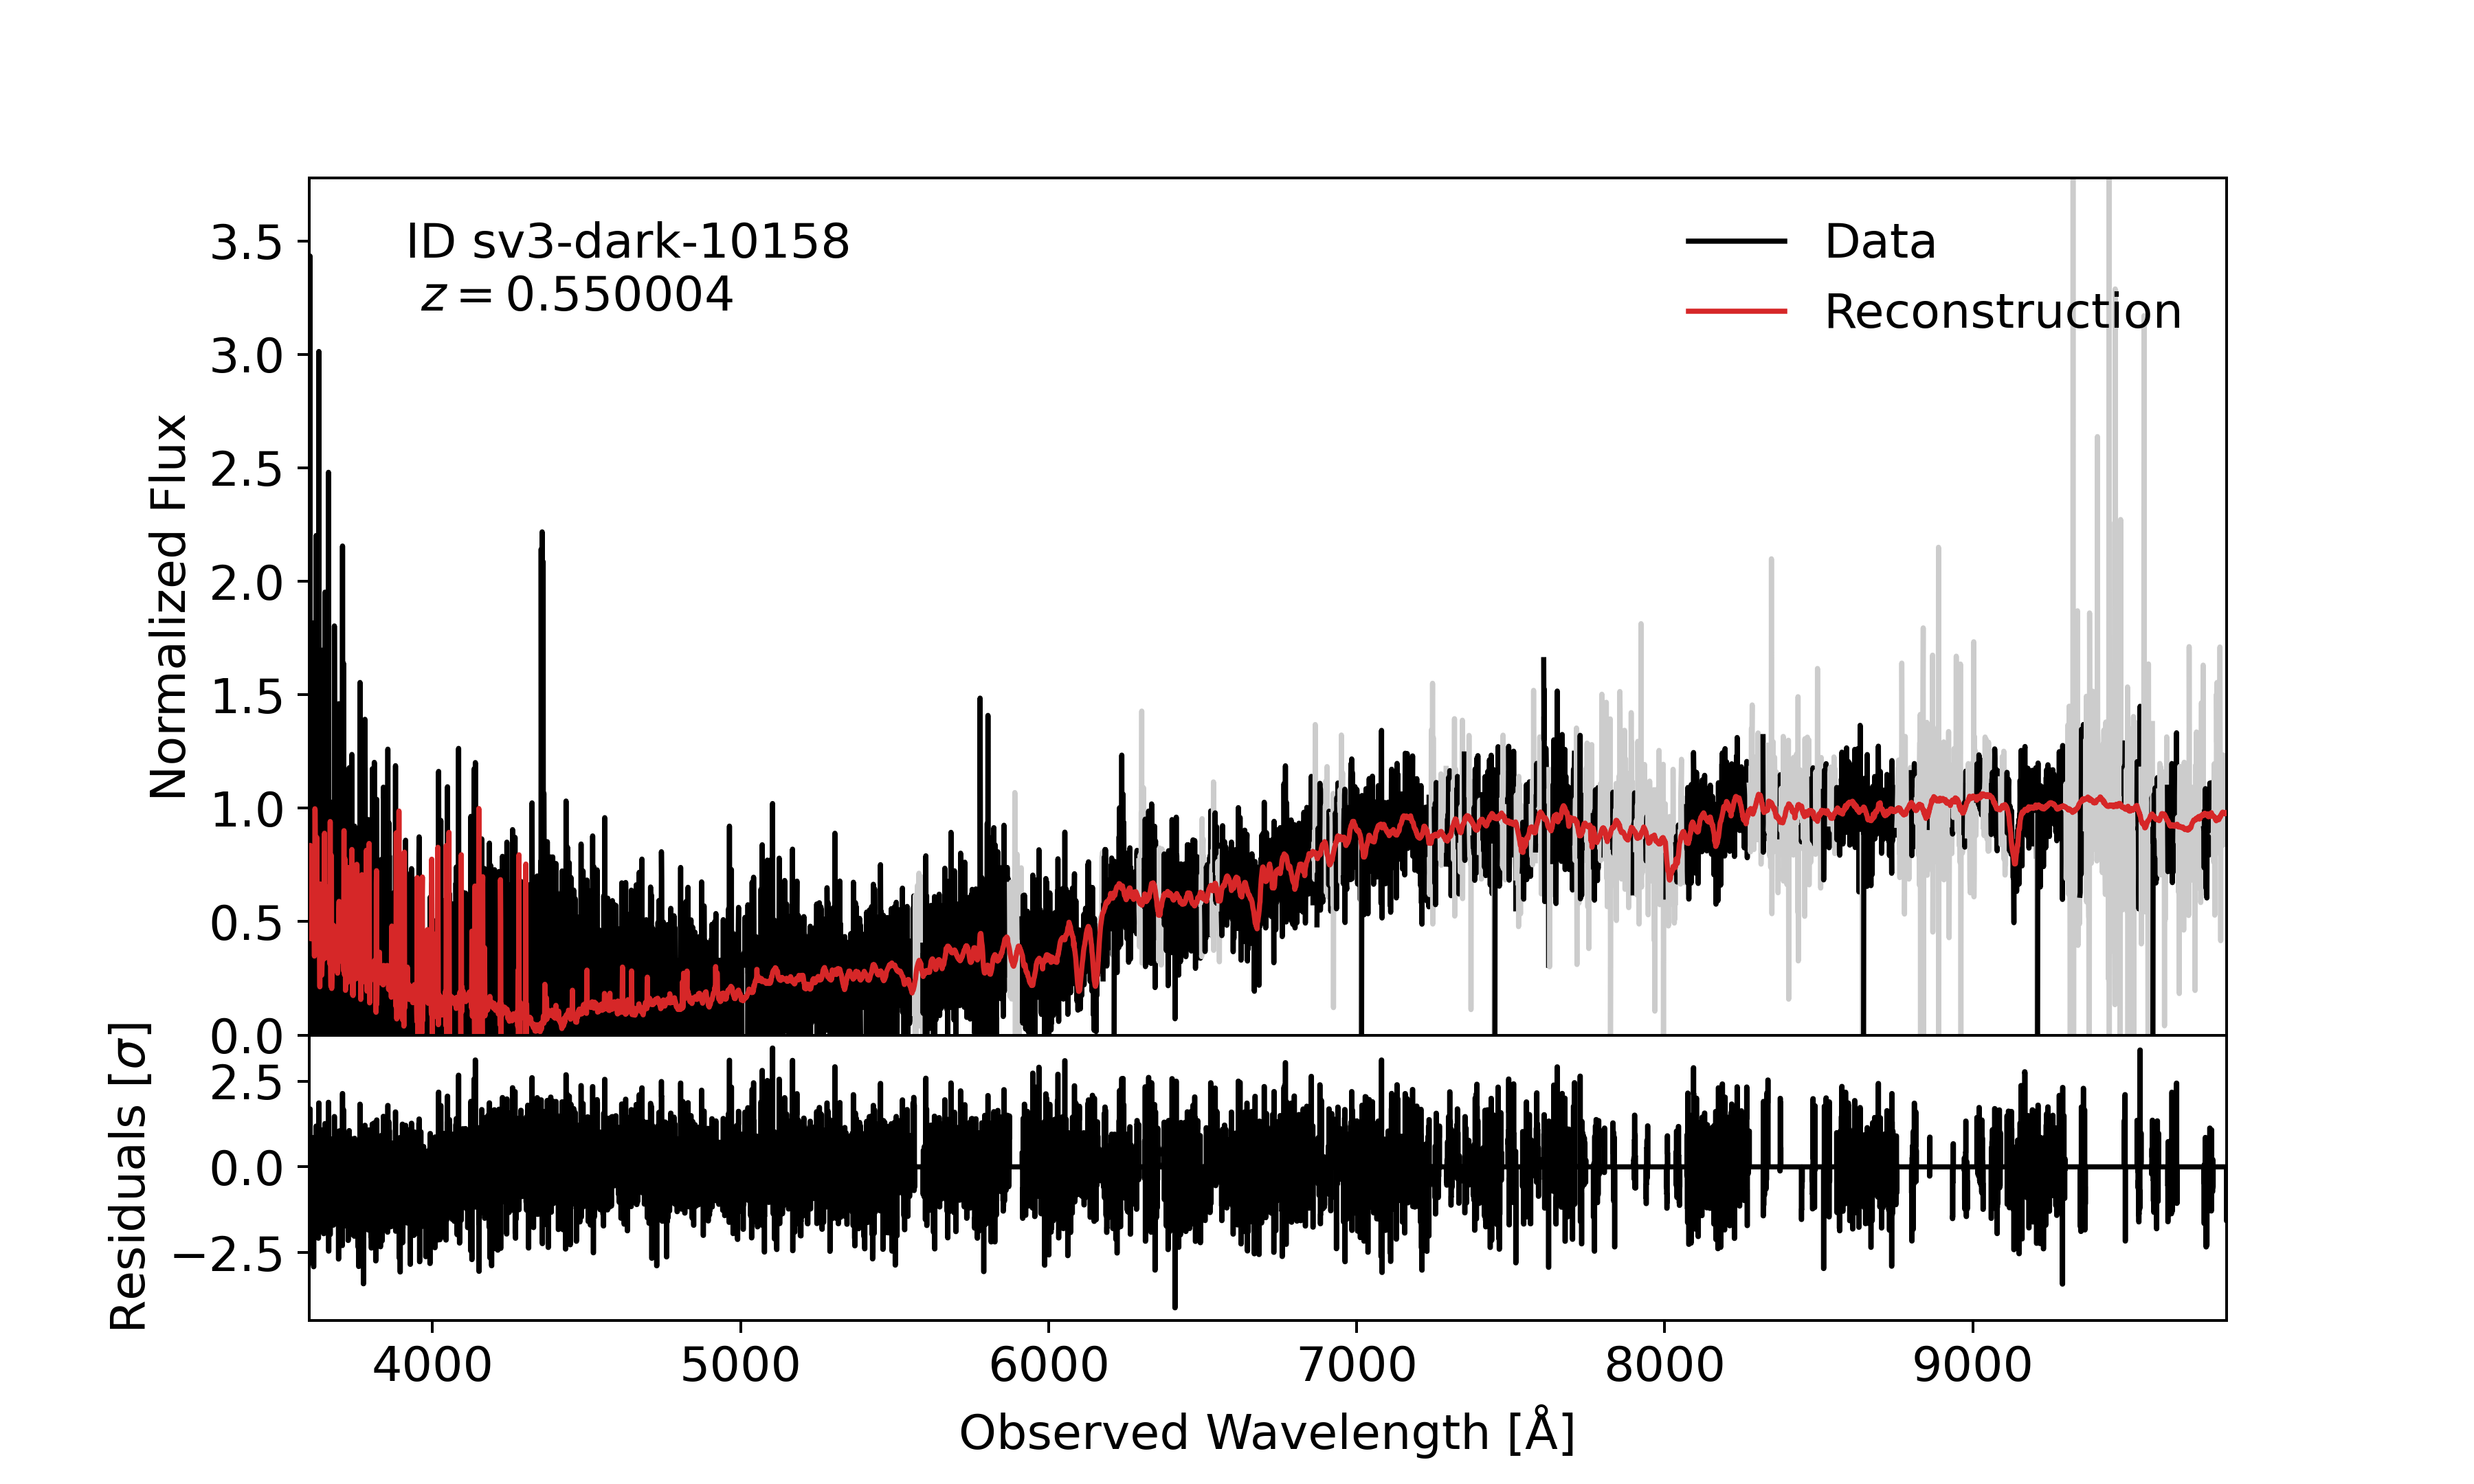 ID sv3-dark-10158
z = 0.550004
Data
Reconstruction
Normalized Flux
3.5
3.0
2.5
2.0
1.5
1.0
0.5
0.0
Residuals [σ]
2.5
0.0
−2.5
4000 5000 6000 7000 8000 9000
Observed Wavelength [Å]